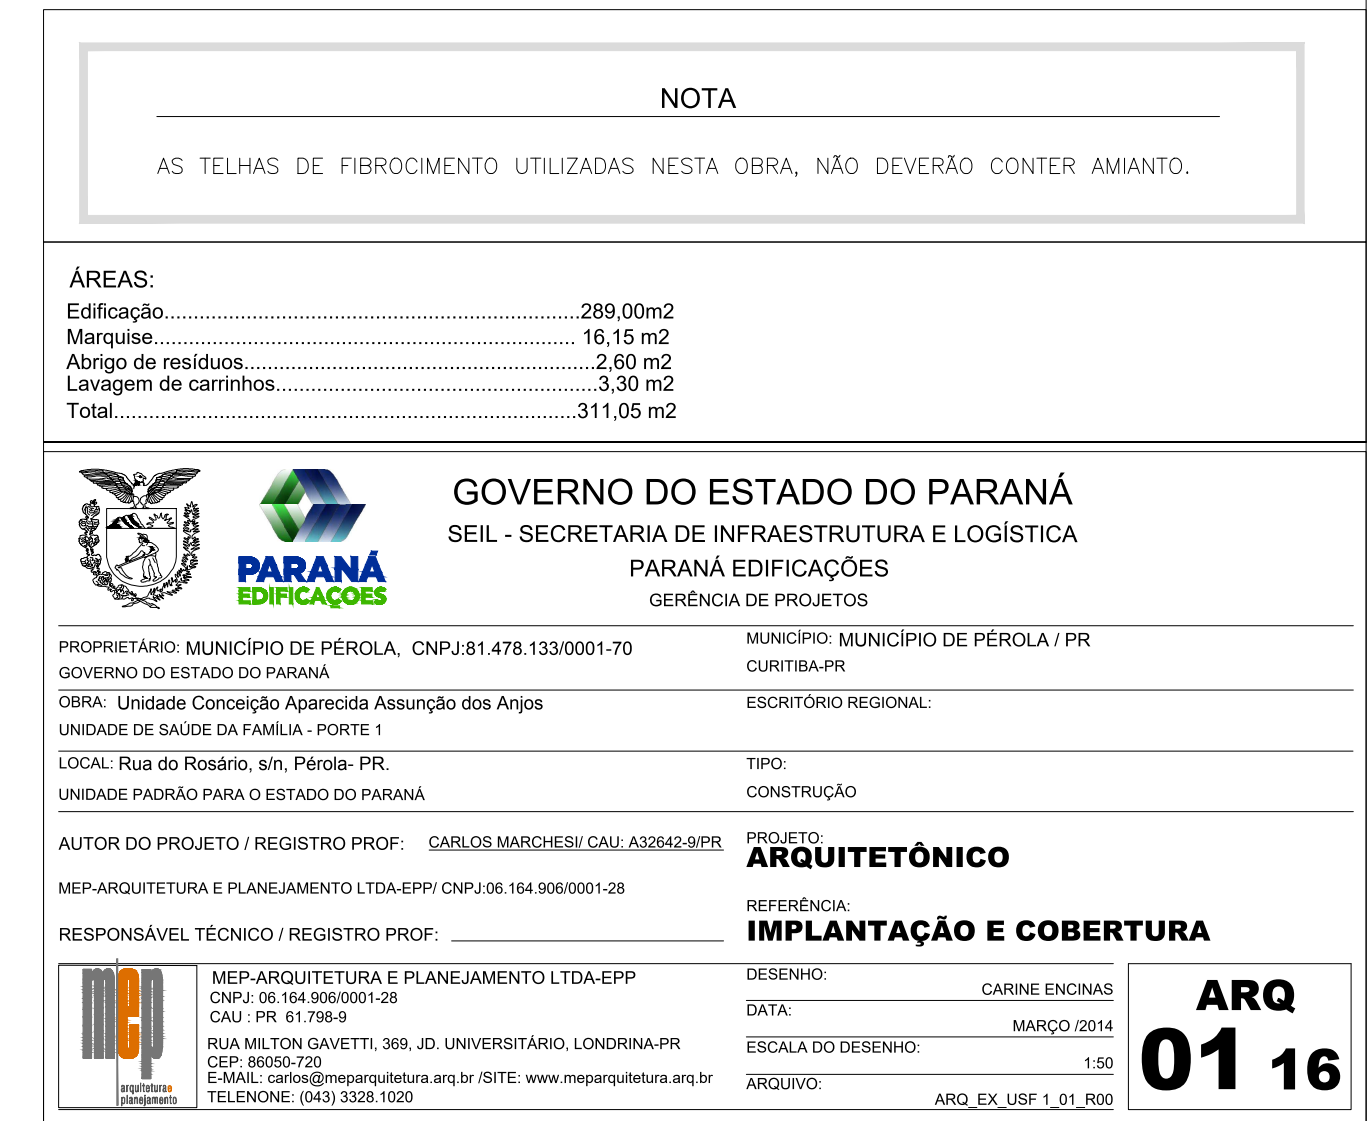 NOTA
AS TELHAS DE FIBROCIMENTO UTILIZADAS NESTA OBRA, NÃO DEVERÃO CONTER AMIANTO.
ÁREAS:
Edificação.......................................................................289,00m2
Marquise........................................................................ 16,15 m2
Abrigo de resíduos............................................................2,60 m2
Lavagem de carrinhos.......................................................3,30 m2
Total...............................................................................311,05 m2
PARANÁ
EDIFICAÇOES
GOVERNO DO ESTADO DO PARANÁ
SEIL - SECRETARIA DE INFRAESTRUTURA E LOGÍSTICA
PARANÁ EDIFICAÇÕES
GERÊNCIA DE PROJETOS
PROPRIETÁRIO: MUNICÍPIO DE PÉROLA, CNPJ:81.478.133/0001-70
GOVERNO DO ESTADO DO PARANÁ
MUNICÍPIO: MUNICÍPIO DE PÉROLA / PR
CURITIBA-PR
OBRA: Unidade Conceição Aparecida Assunção dos Anjos
UNIDADE DE SAÚDE DA FAMÍLIA - PORTE 1
ESCRITÓRIO REGIONAL:
LOCAL: Rua do Rosário, s/n, Pérola- PR.
UNIDADE PADRÃO PARA O ESTADO DO PARANÁ
TIPO:
CONSTRUÇÃO
AUTOR DO PROJETO / REGISTRO PROF: CARLOS MARCHESI/ CAU: A32642-9/PR
MEP-ARQUITETURA E PLANEJAMENTO LTDA-EPP/ CNPJ:06.164.906/0001-28
RESPONSÁVEL TÉCNICO / REGISTRO PROF:
PROJETO:
ARQUITETÔNICO
REFERÊNCIA:
IMPLANTAÇÃO E COBERTURA
mep
arquitetura e
planejamento
MEP-ARQUITETURA E PLANEJAMENTO LTDA-EPP
CNPJ: 06.164.906/0001-28
CAU : PR 61.798-9
RUA MILTON GAVETTI, 369, JD. UNIVERSITÁRIO, LONDRINA-PR
CEP: 86050-720
E-MAIL: carlos@meparquitetura.arq.br /SITE: www.meparquitetura.arq.br
TELENONE: (043) 3328.1020
DESENHO:
CARINE ENCINAS
DATA:
MARÇO /2014
ESCALA DO DESENHO:
1:50
ARQUIVO:
ARQ_EX_USF 1_01_R00
ARQ
01 16